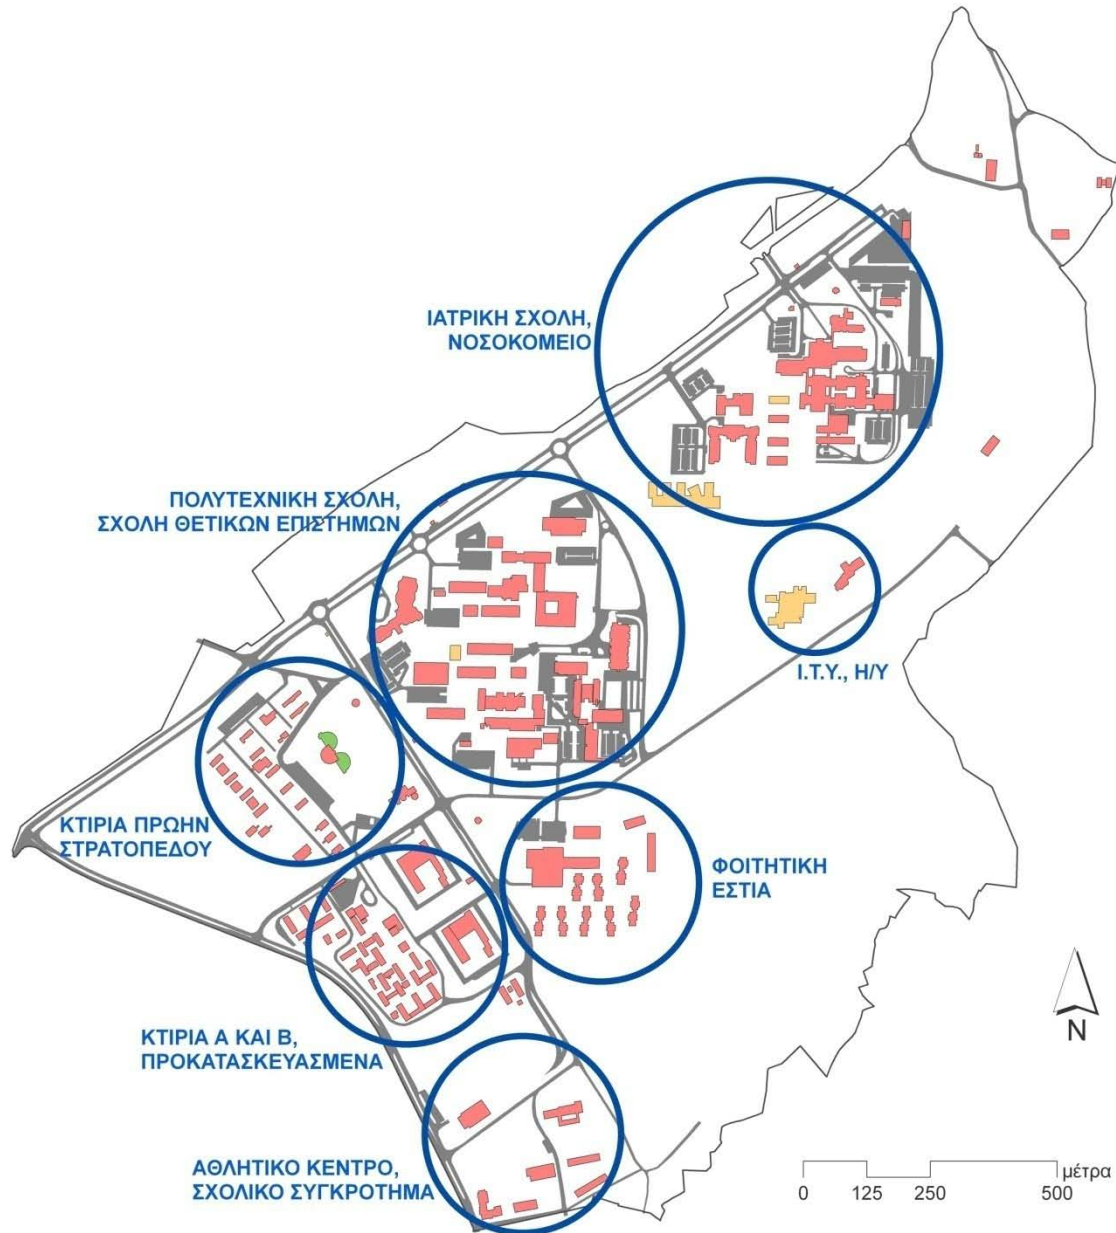 ΙΑΤΡΙΚΗ ΣΧΟΛΗ,
ΝΟΣΟΚΟΜΕΙΟ
ΠΟΛΥΤΕΧΝΙΚΗ ΣΧΟΛΗ,
ΣΧΟΛΗ ΘΕΤΙΚΩΝ ΕΠΙΣΤΗΜΩΝ
Ι.Τ.Υ., Η/Υ
ΚΤΙΡΙΑ ΠΡΩΗΝ
ΣΤΡΑΤΟΠΕΔΟΥ
ΦΟΙΤΗΤΙΚΗ
ΕΣΤΙΑ
ΚΤΙΡΙΑ Α ΚΑΙ Β,
ΠΡΟΚΑΤΑΣΚΕΥΑΣΜΕΝΑ
N
ΑΘΛΗΤΙΚΟ ΚΕΝΤΡΟ,
ΣΧΟΛΙΚΟ ΣΥΓΚΡΟΤΗΜΑ
μέτρα
0 125 250 500